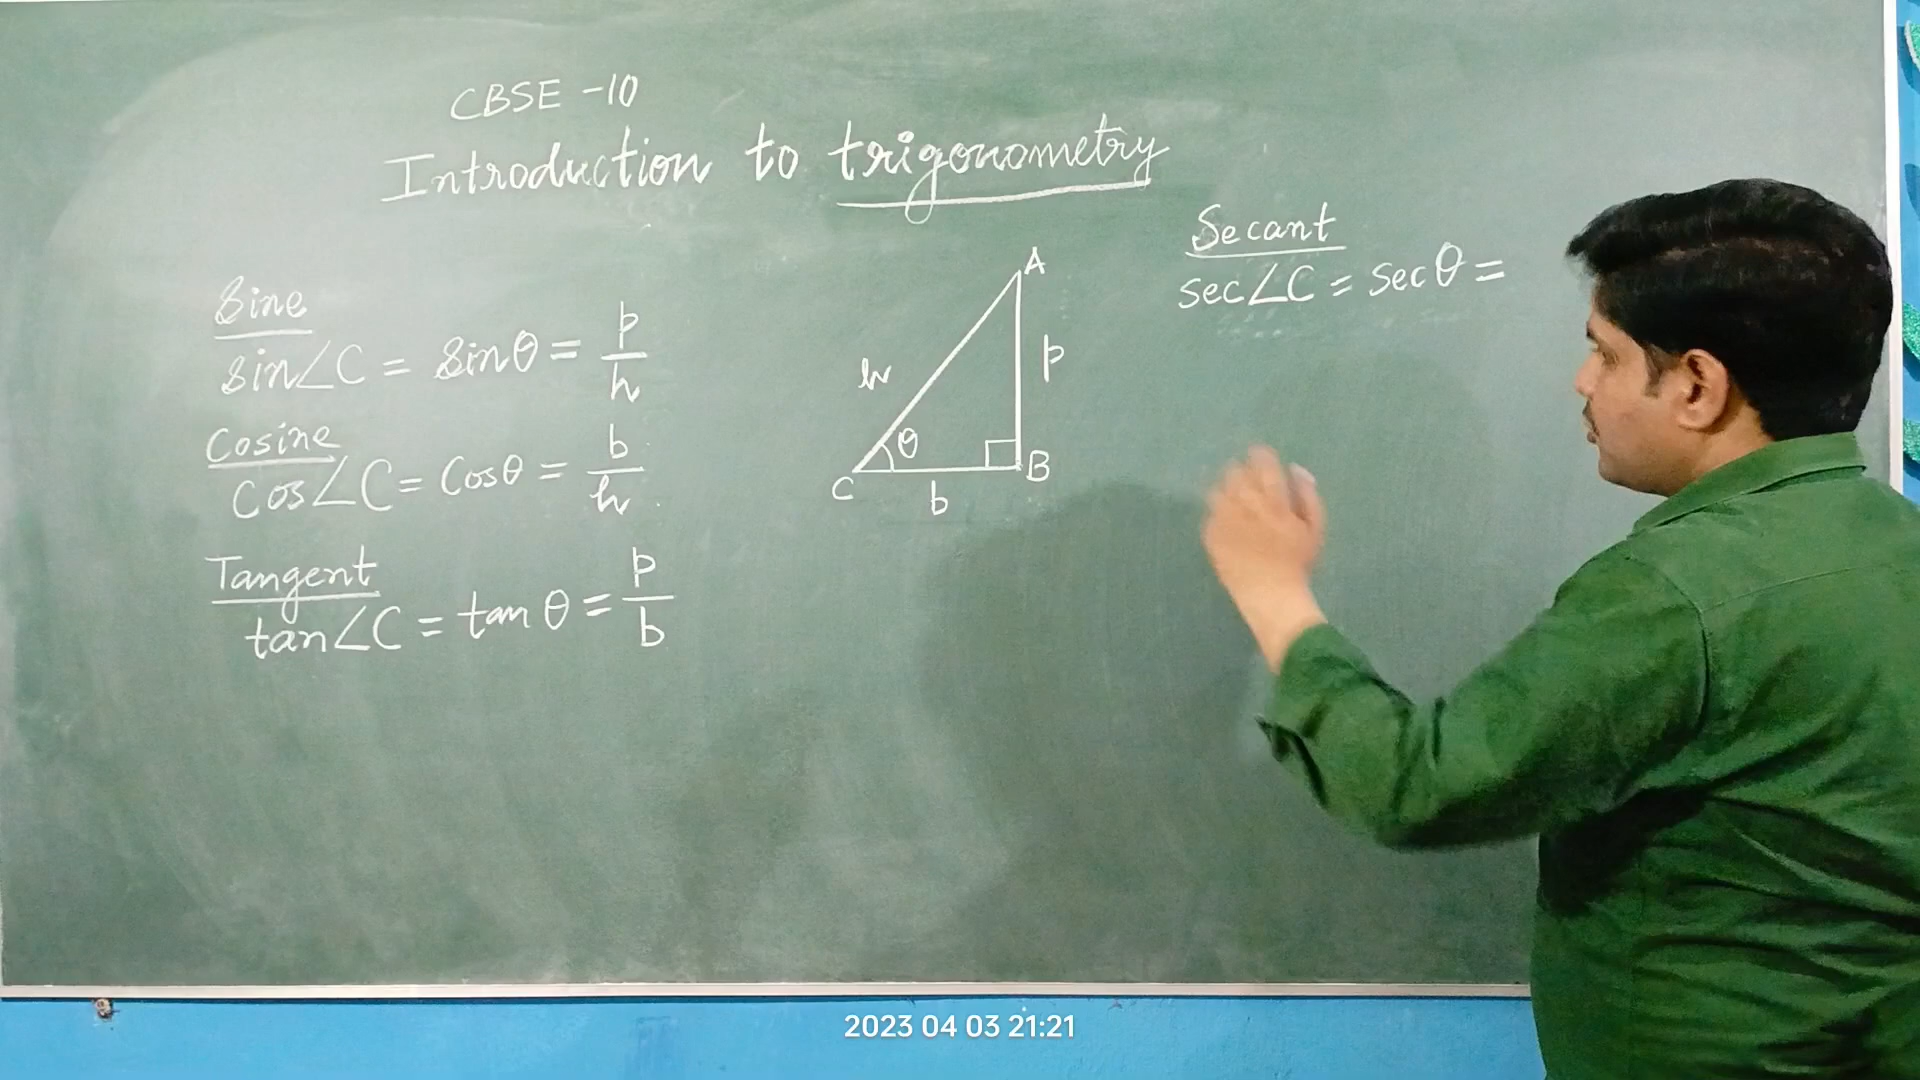 CBSE -10
Introduction to trigonometry
Sine
sin∠C = sinθ = p/h
Cosine
Cos∠C = Cosθ = b/h
Tangent
tan∠C = tan θ = p/b
A
h
p
θ
C
B
b
Secant
sec∠C = secθ =
2023 04 03 21:21